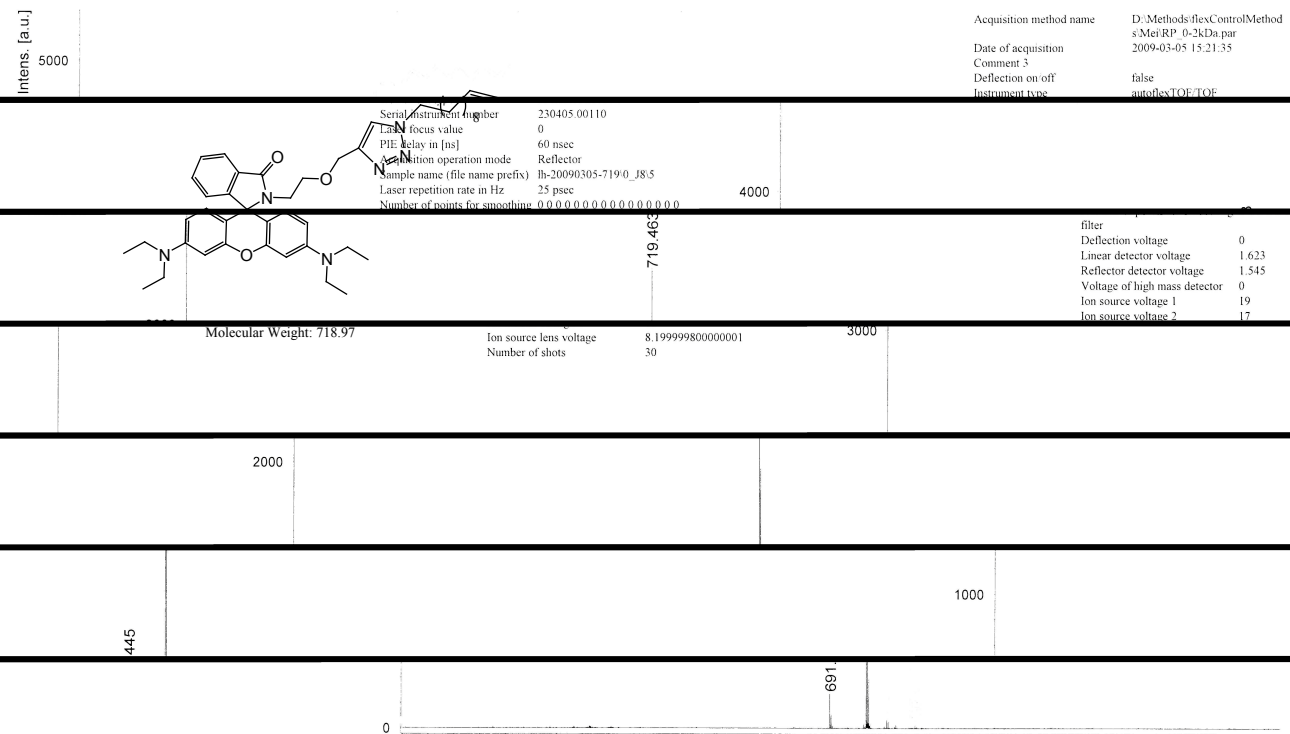 Intens. [a.u.]
5000
Acquisition method name D:\Methods\flexControlMethod
s\Mei\RP_0-2kDa.par
Date of acquisition 2009-03-05 15:21:35
Comment 3
Deflection on/off false
Instrument type autoflexTOF/TOF
Serial instrument number 230405.00110
Laser focus value 0
PIE delay in [ns] 60 nsec
Acquisition operation mode Reflector
Sample name (file name prefix) lh-20090305-719\0_J8\5
Laser repetition rate in Hz 25 psec
Number of points for smoothing 0 0 0 0 0 0 0 0 0 0 0 0 0 0 0 0
8
N
N
N
O
N
O
4000
filter
Deflection voltage 0
Linear detector voltage 1.623
Reflector detector voltage 1.545
Voltage of high mass detector 0
Ion source voltage 1 19
Ion source voltage 2 17
N
O
N
719.463
Molecular Weight: 718.97
Ion source lens voltage 8.199999800000001
Number of shots 30
3000
2000
1000
445
691.
0